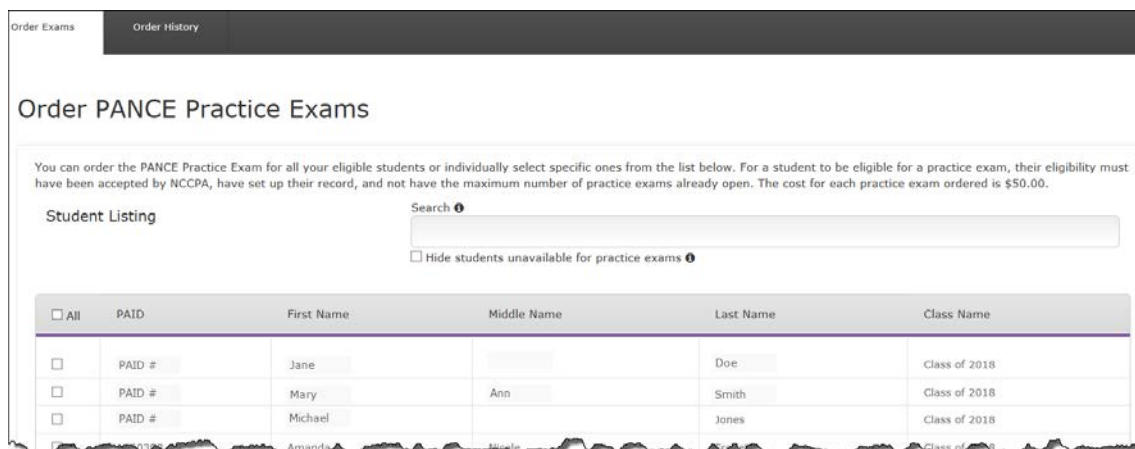 Order Exams Order History
Order PANCE Practice Exams
You can order the PANCE Practice Exam for all your eligible students or individually select specific ones from the list below. For a student to be eligible for a practice exam, their eligibility must
have been accepted by NCCPA, have set up their record, and not have the maximum number of practice exams already open. The cost for each practice exam ordered is $50.00.
Student Listing
Search
Hide students unavailable for practice exams
All PAID First Name Middle Name Last Name Class Name
PAID # Jane Doe Class of 2018
PAID # Mary Ann Smith Class of 2018
PAID # Michael Jones Class of 2018
Amanda Nicole Class of